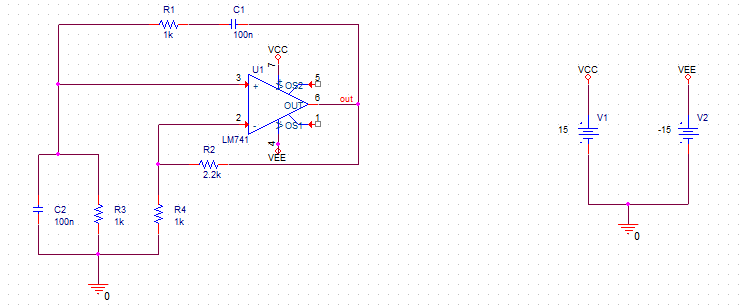 R1 C1
1k 100n
VCC
7
U1
3 + OS2 5
OUT 6 out
2 - OS1 1
LM741
4
VEE
R2
2.2k
C2 R3 R4
100n 1k 1k
0
VCC VEE
15 V1 -15 V2
0